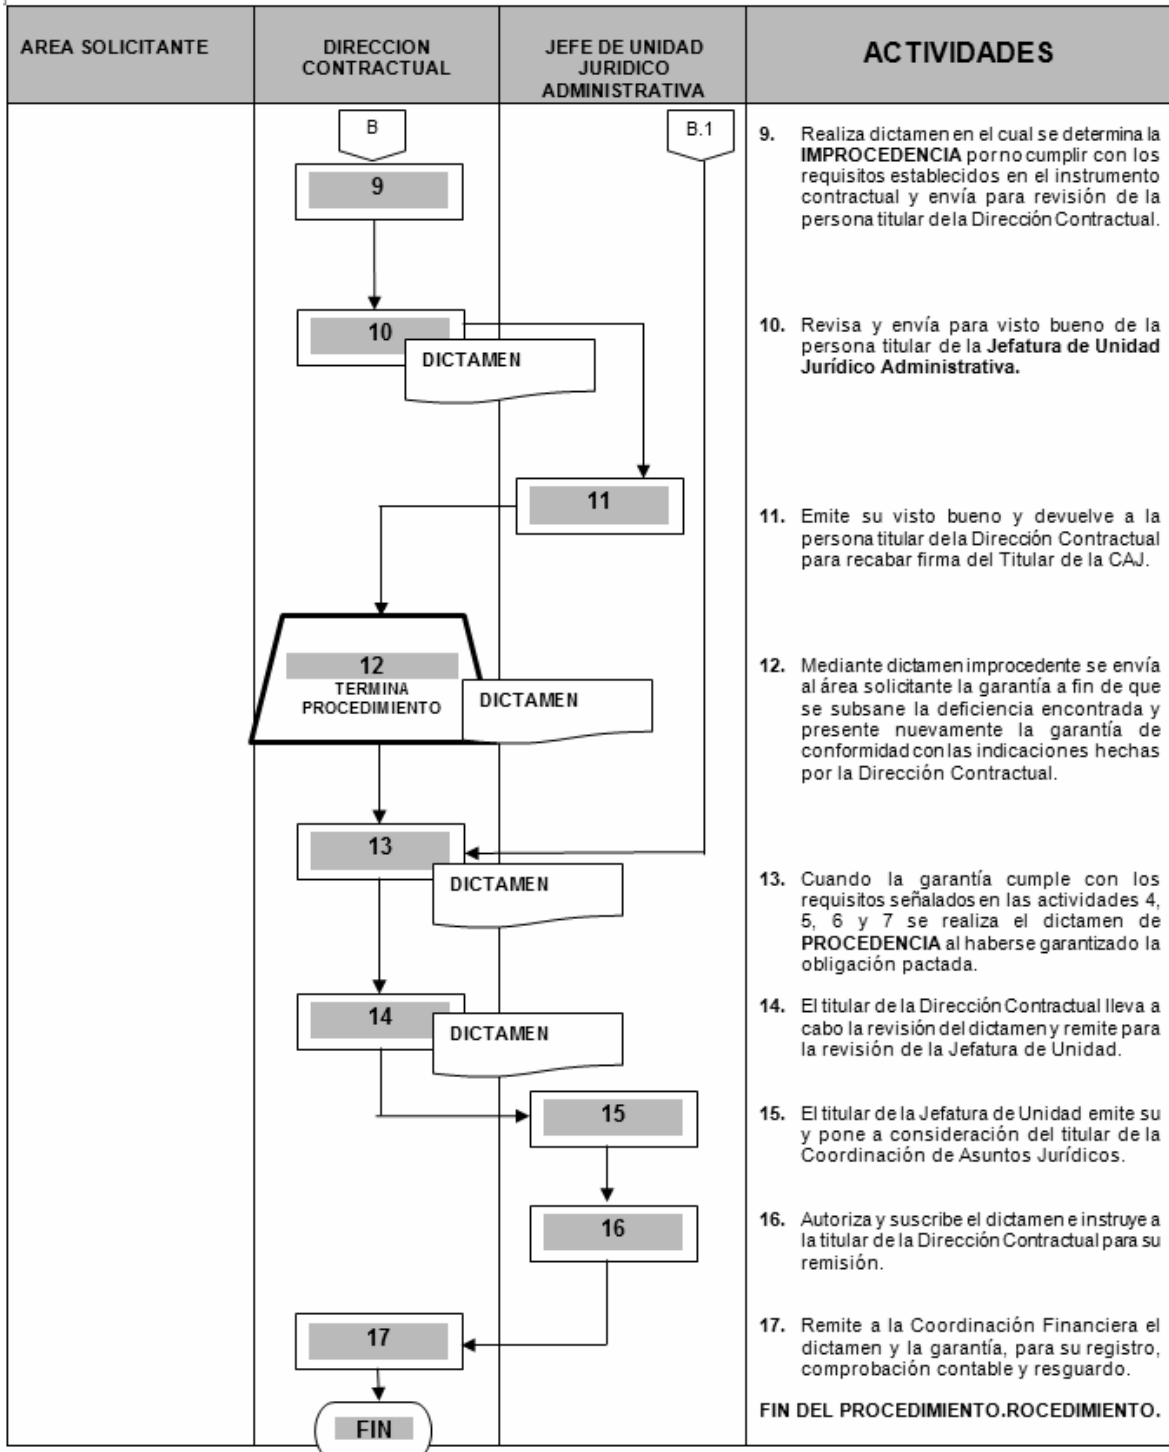 AREA SOLICITANTE
DIRECCION
CONTRACTUAL
JEFE DE UNIDAD
JURIDICO
ADMINISTRATIVA
ACTIVIDADES
B
B.1
9
10
DICTAMEN
11
12
TERMINA
PROCEDIMIENTO
DICTAMEN
13
DICTAMEN
14
DICTAMEN
15
16
17
FIN
9. Realiza dictamen en el cual se determina la
IMPROCEDENCIA por no cumplir con los
requisitos establecidos en el instrumento
contractual y envía para revisión de la
persona titular de la Dirección Contractual.
10. Revisa y envía para visto bueno de la
persona titular de la Jefatura de Unidad
Jurídico Administrativa.
11. Emite su visto bueno y devuelve a la
persona titular de la Dirección Contractual
para recabar firma del Titular de la CAJ.
12. Mediante dictamen improcedente se envía
al área solicitante la garantía a fin de que
se subsane la deficiencia encontrada y
presente nuevamente la garantía de
conformidad con las indicaciones hechas
por la Dirección Contractual.
13. Cuando la garantía cumple con los
requisitos señalados en las actividades 4,
5, 6 y 7 se realiza el dictamen de
PROCEDENCIA al haberse garantizado la
obligación pactada.
14. El titular de la Dirección Contractual lleva a
cabo la revisión del dictamen y remite para
la revisión de la Jefatura de Unidad.
15. El titular de la Jefatura de Unidad emite su
y pone a consideración del titular de la
Coordinación de Asuntos Jurídicos.
16. Autoriza y suscribe el dictamen e instruye a
la titular de la Dirección Contractual para su
remisión.
17. Remite a la Coordinación Financiera el
dictamen y la garantía, para su registro,
comprobación contable y resguardo.
FIN DEL PROCEDIMIENTO.ROCEDIMIENTO.